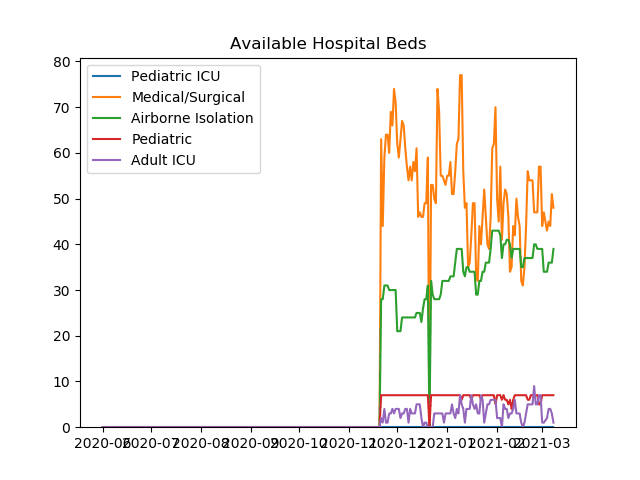 Available Hospital Beds
Pediatric ICU
Medical/Surgical
Airborne Isolation
Pediatric
Adult ICU
80
70
60
50
40
30
20
10
0
2020-06 2020-07 2020-08 2020-09 2020-10 2020-11 2020-12 2021-01 2021-02 2021-03